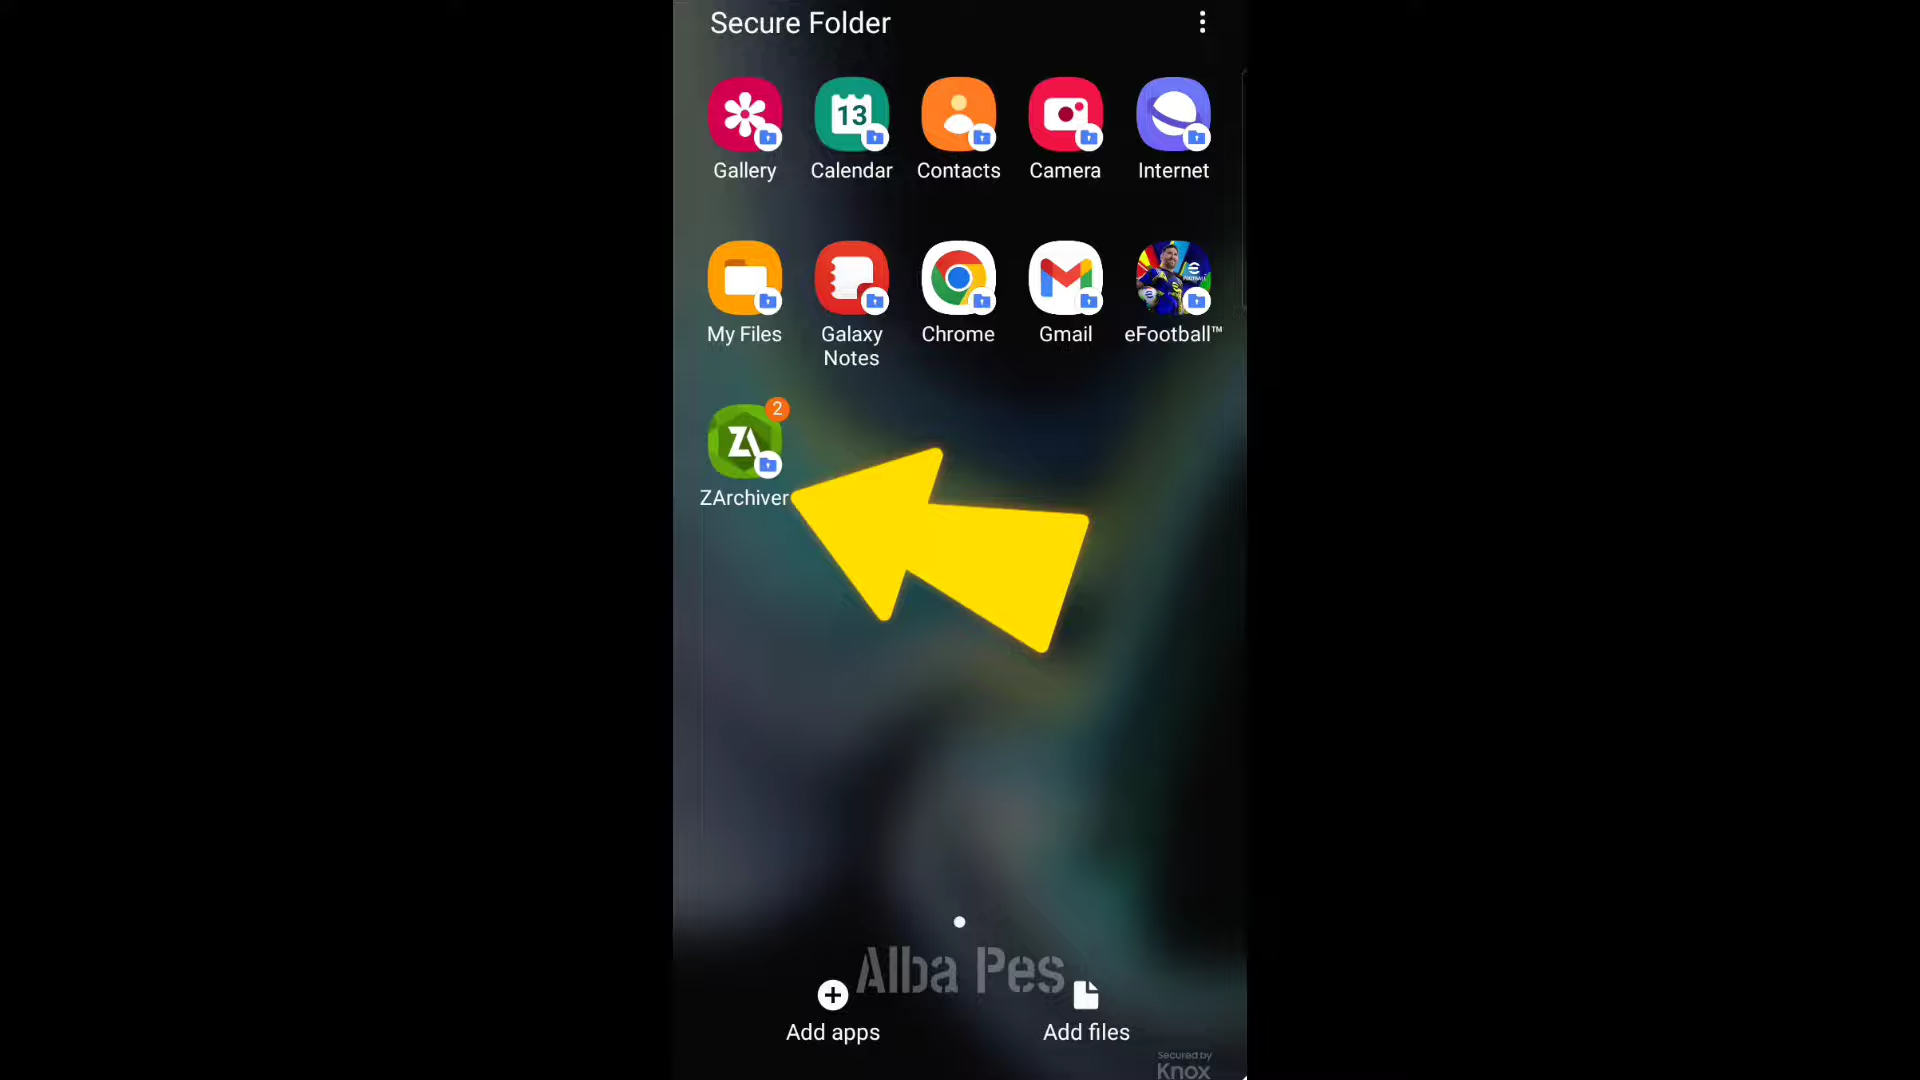 Secure Folder
13
Gallery
Calendar
Contacts
Camera
Internet
My Files
Galaxy
Notes
Chrome
Gmail
eFootball™
2
ZA
ZArchiver
Alba Pes
Add apps
Add files
Secured by
Knox